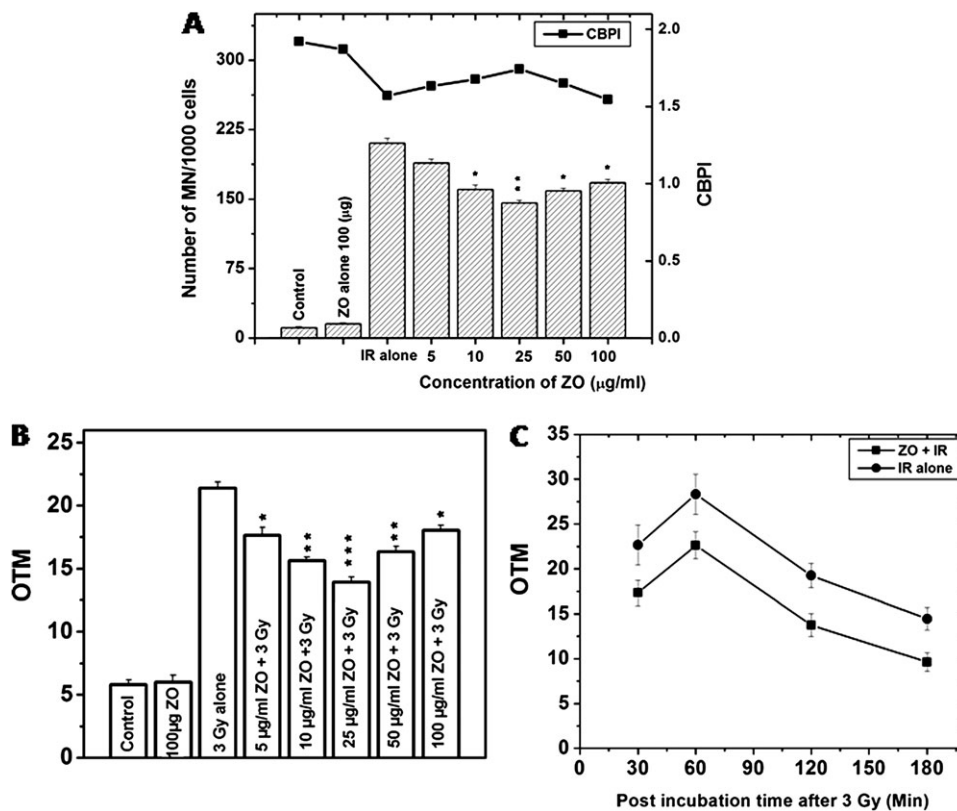 A
CBPI
Number of MN/1000 cells
300
225
150
75
0
2.0
1.5
1.0
0.5
0.0
CBPI
Control
ZO alone 100 (µg)
*
**
*
*
IR alone
5
10
25
50
100
Concentration of ZO (µg/ml)
B
OTM
25
20
15
10
5
0
Control
100µg ZO
3 Gy alone
5 µg/ml ZO + 3 Gy
10 µg/ml ZO +3 Gy
25 µg/ml ZO + 3 Gy
50 µg/ml ZO + 3 Gy
100 µg/ml ZO + 3 Gy
*
**
***
**
*
C
ZO + IR
IR alone
OTM
35
30
25
20
15
10
5
0
0
30
60
90
120
150
180
Post incubation time after 3 Gy (Min)